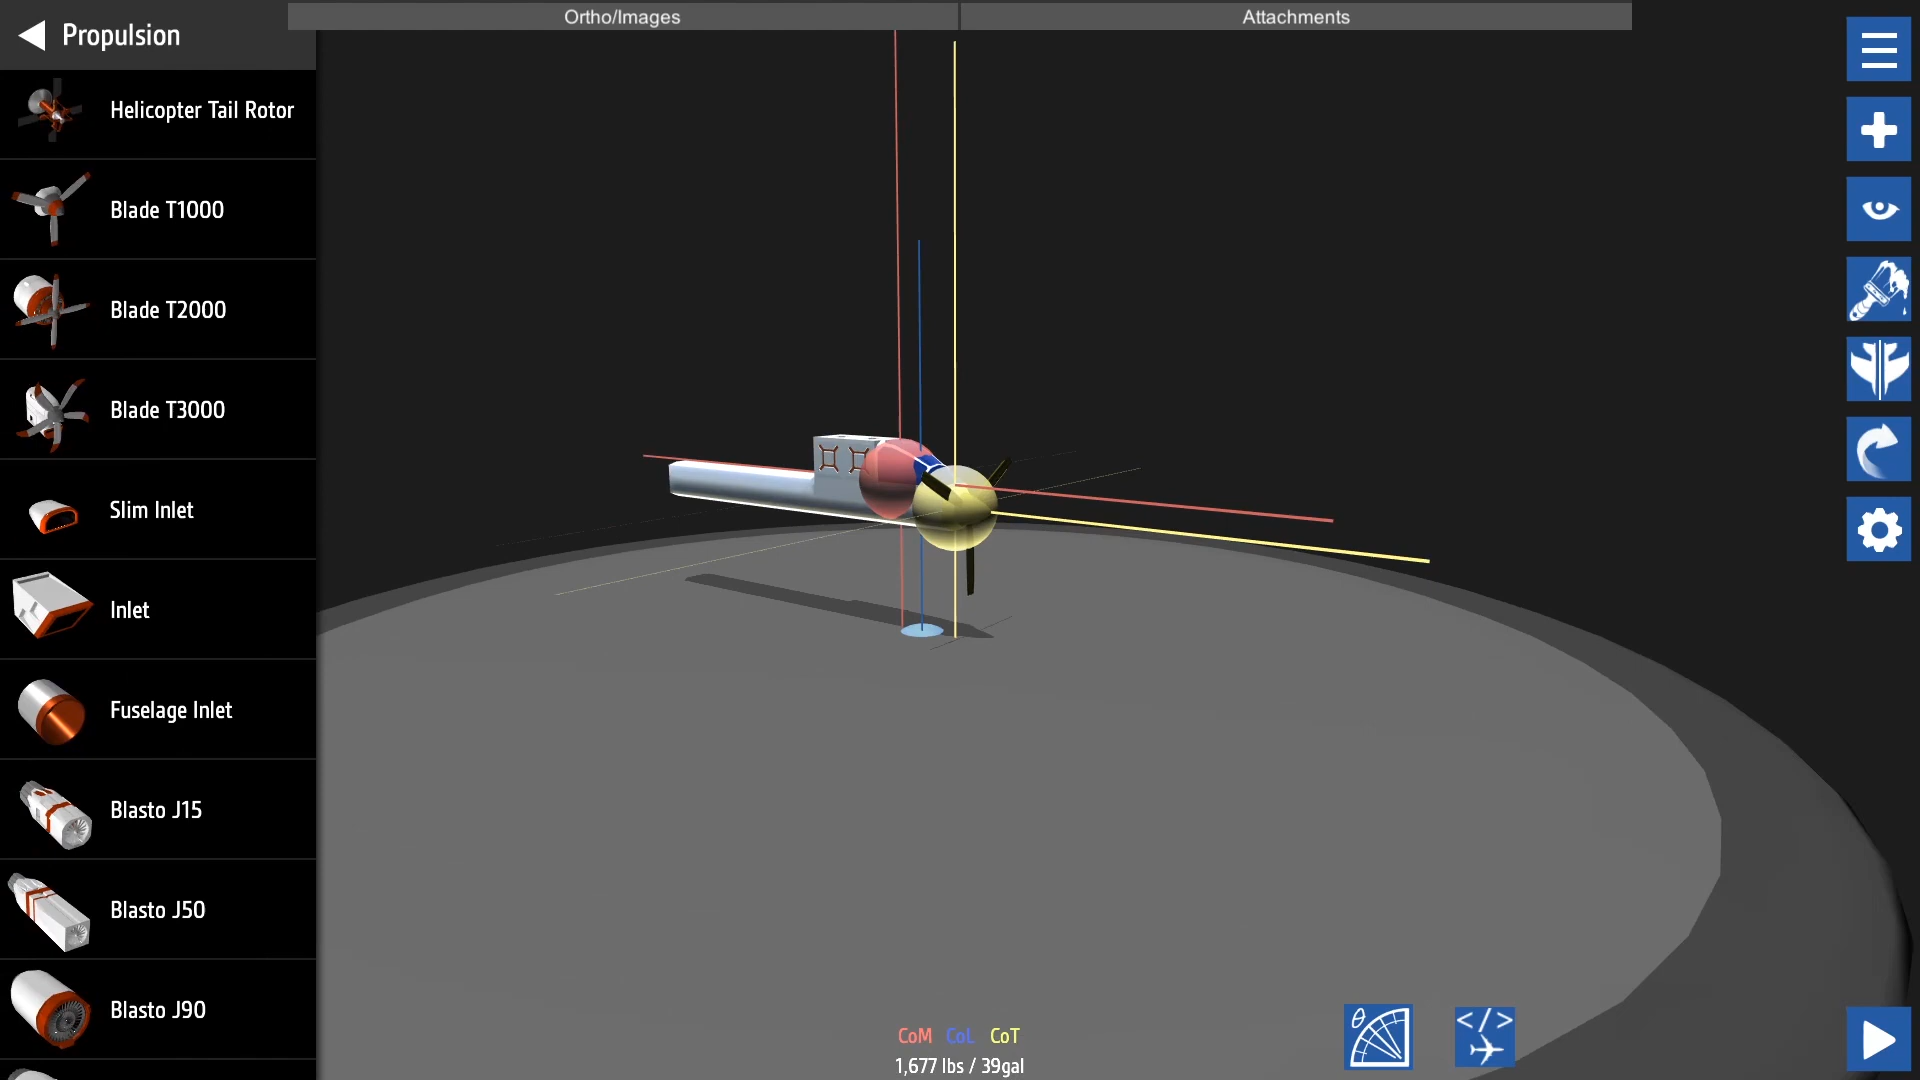 Propulsion
Ortho/Images
Attachments
Helicopter Tail Rotor
Blade T1000
Blade T2000
Blade T3000
Slim Inlet
Inlet
Fuselage Inlet
Blasto J15
Blasto J50
Blasto J90
CoM CoL CoT
1,677 lbs / 39gal
θ
</>